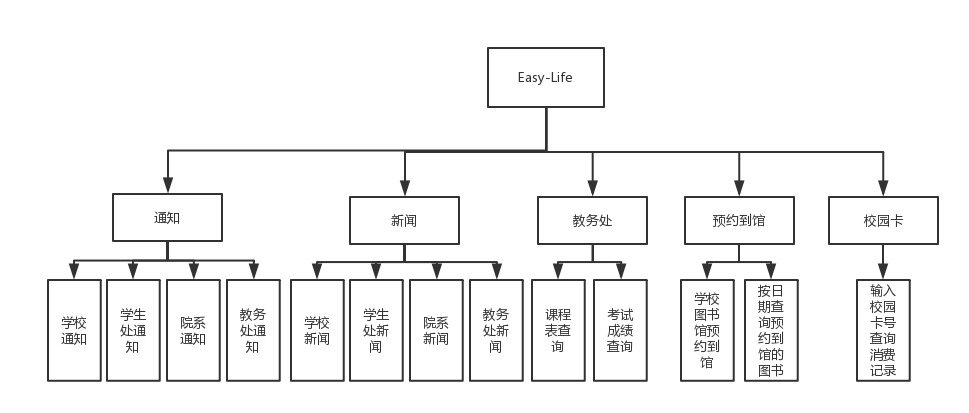 Easy-Life
通知
新闻
教务处
预约到馆
校园卡
学校
通知
学生
处通
知
院系
通知
教务
处通
知
学校
新闻
学生
处新
闻
院系
新闻
教务
处新
闻
课程
表查
询
考试
成绩
查询
学校
图书
馆预
约到
馆
按日
期查
询预
约到
馆的
图书
输入
校园
卡号
查询
消费
记录